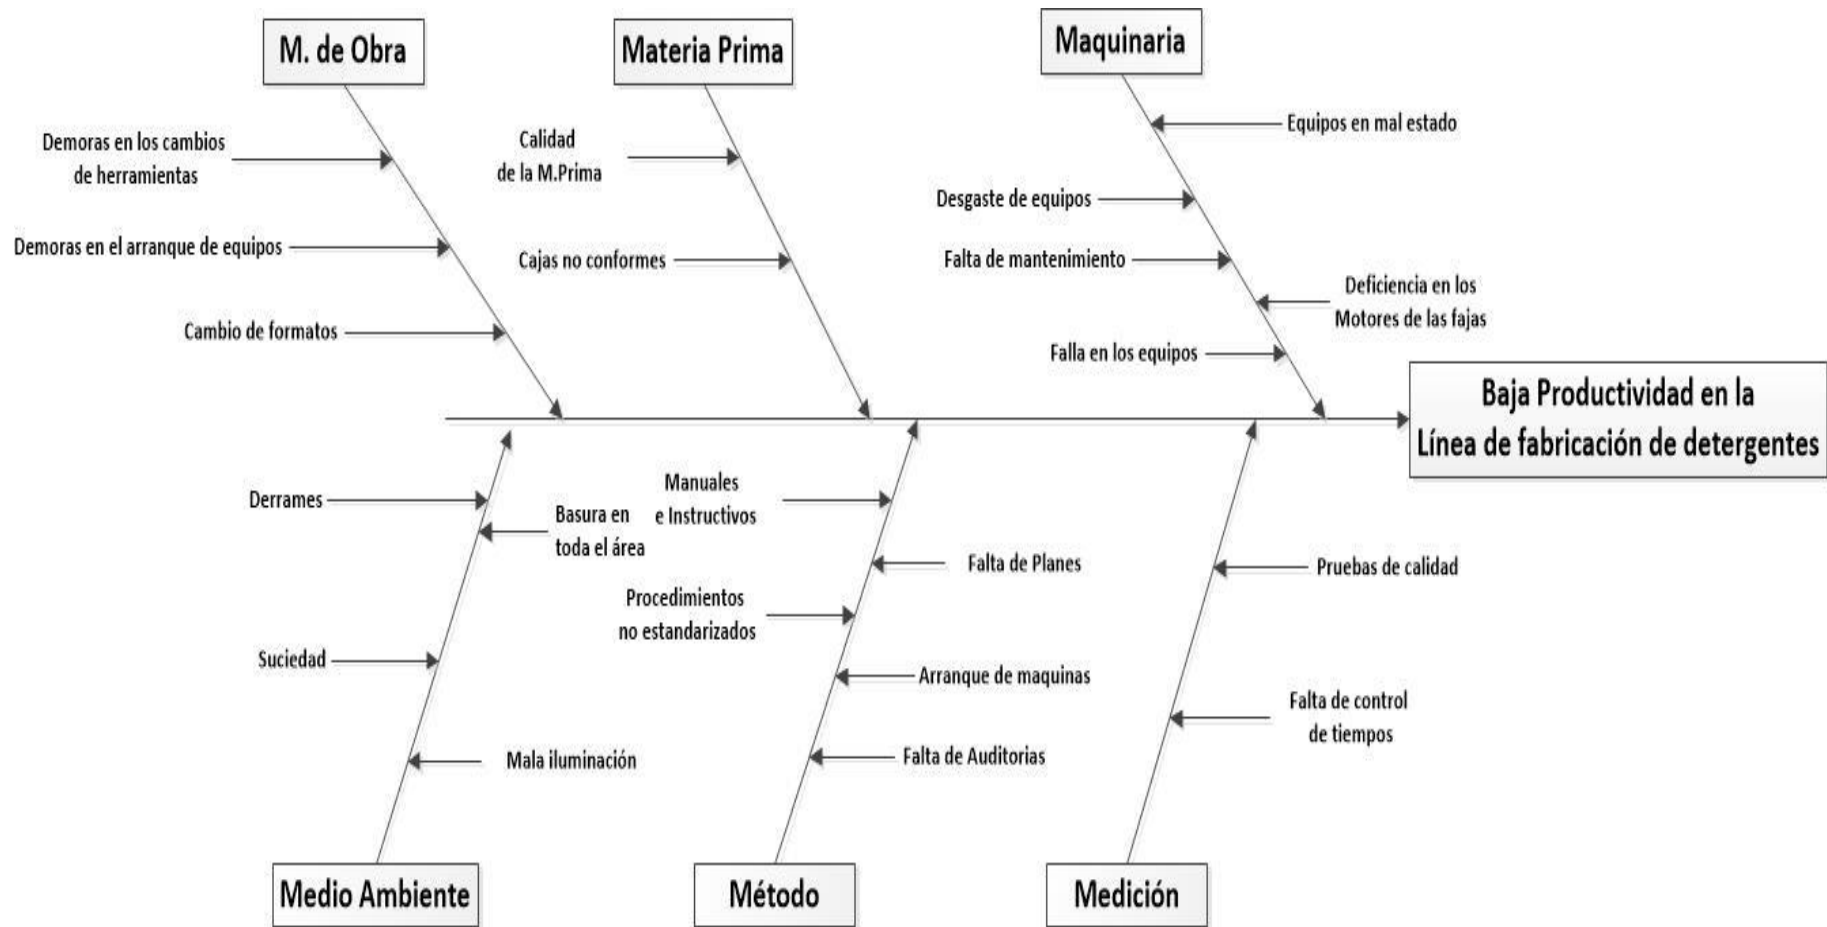 M. de Obra
Materia Prima
Maquinaria
Demoras en los cambios
de herramientas
Demoras en el arranque de equipos
Cambio de formatos
Calidad
de la M.Prima
Cajas no conformes
Equipos en mal estado
Desgaste de equipos
Falta de mantenimiento
Deficiencia en los
Motores de las fajas
Falla en los equipos
Baja Productividad en la
Línea de fabricación de detergentes
Derrames
Basura en
toda el área
Suciedad
Mala iluminación
Manuales
e Instructivos
Falta de Planes
Procedimientos
no estandarizados
Arranque de maquinas
Falta de Auditorias
Pruebas de calidad
Falta de control
de tiempos
Medio Ambiente
Método
Medición